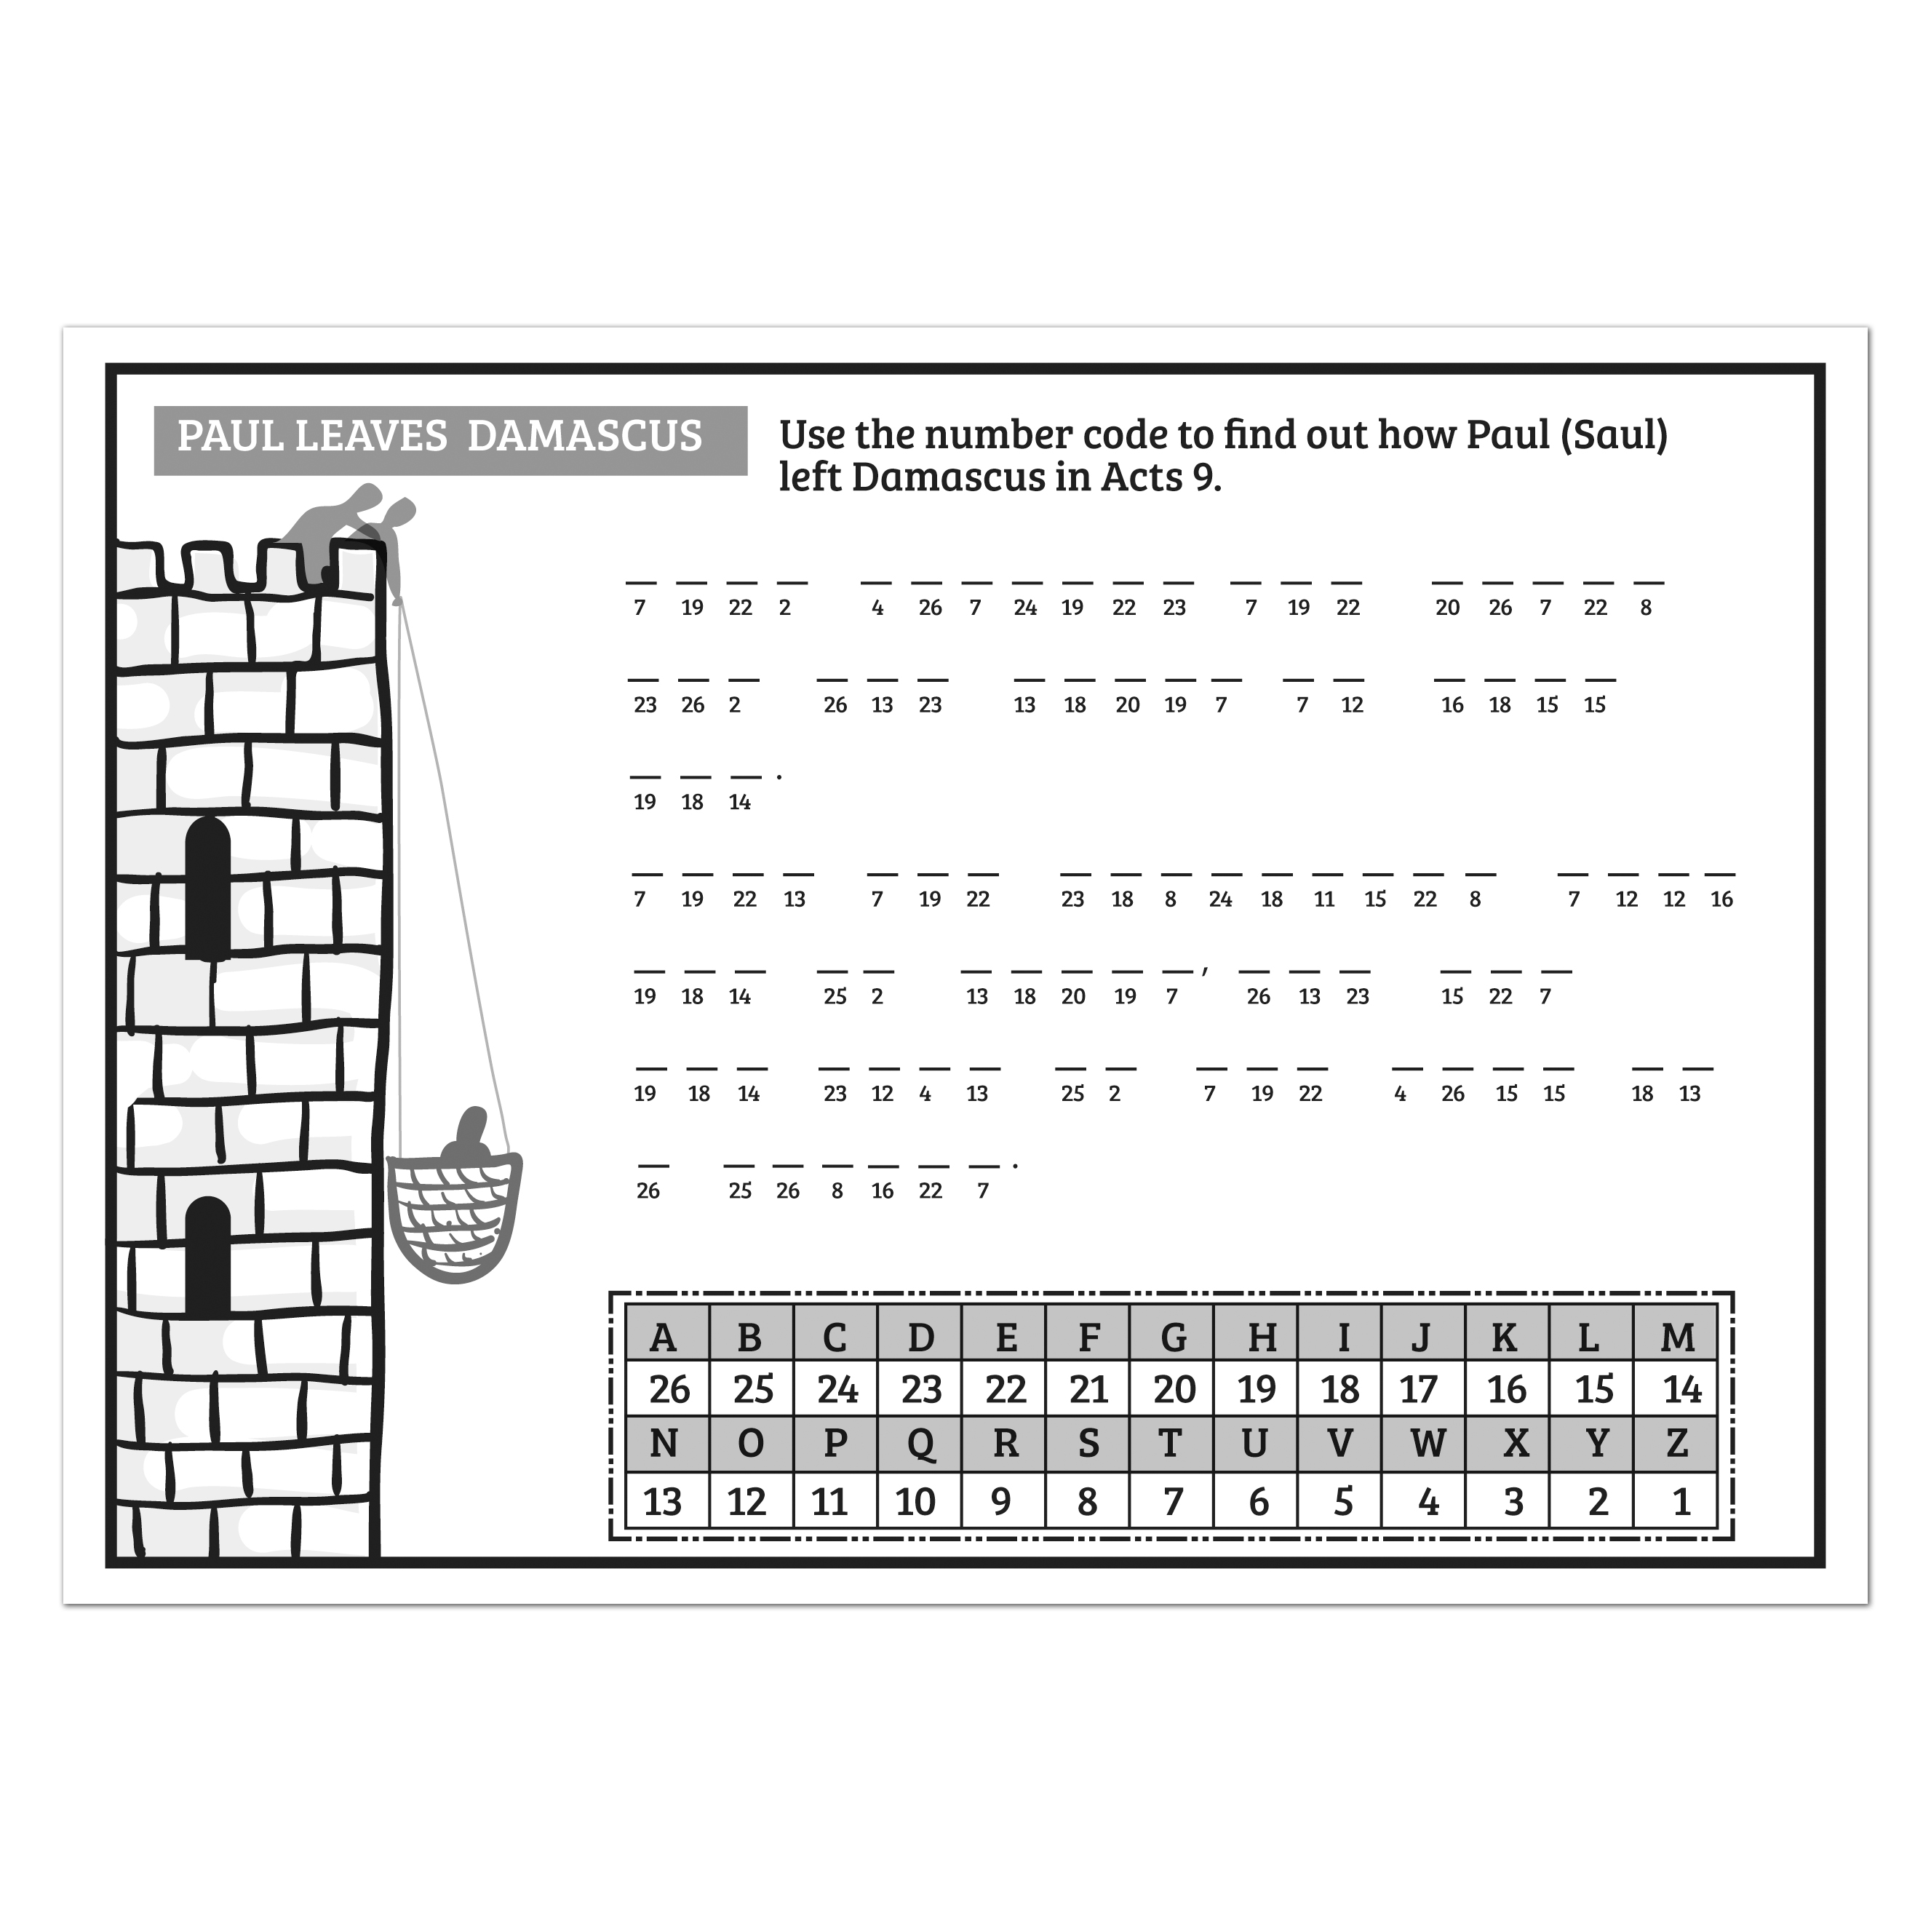 PAUL LEAVES DAMASCUS
Use the number code to find out how Paul (Saul)
left Damascus in Acts 9.
7 19 22 2 4 26 7 24 19 22 23 7 19 22 20 26 7 22 8
23 26 2 26 13 23 13 18 20 19 7 7 12 16 18 15 15
.
19 18 14
7 19 22 13 7 19 22 23 18 8 24 18 11 15 22 8 7 12 12 16
,
19 18 14 25 2 13 18 20 19 7 26 13 23 15 22 7
19 18 14 23 12 4 13 25 2 7 19 22 4 26 15 15 18 13
.
26 25 26 8 16 22 7
A B C D E F G H I J K L M
26 25 24 23 22 21 20 19 18 17 16 15 14
N O P Q R S T U V W X Y Z
13 12 11 10 9 8 7 6 5 4 3 2 1